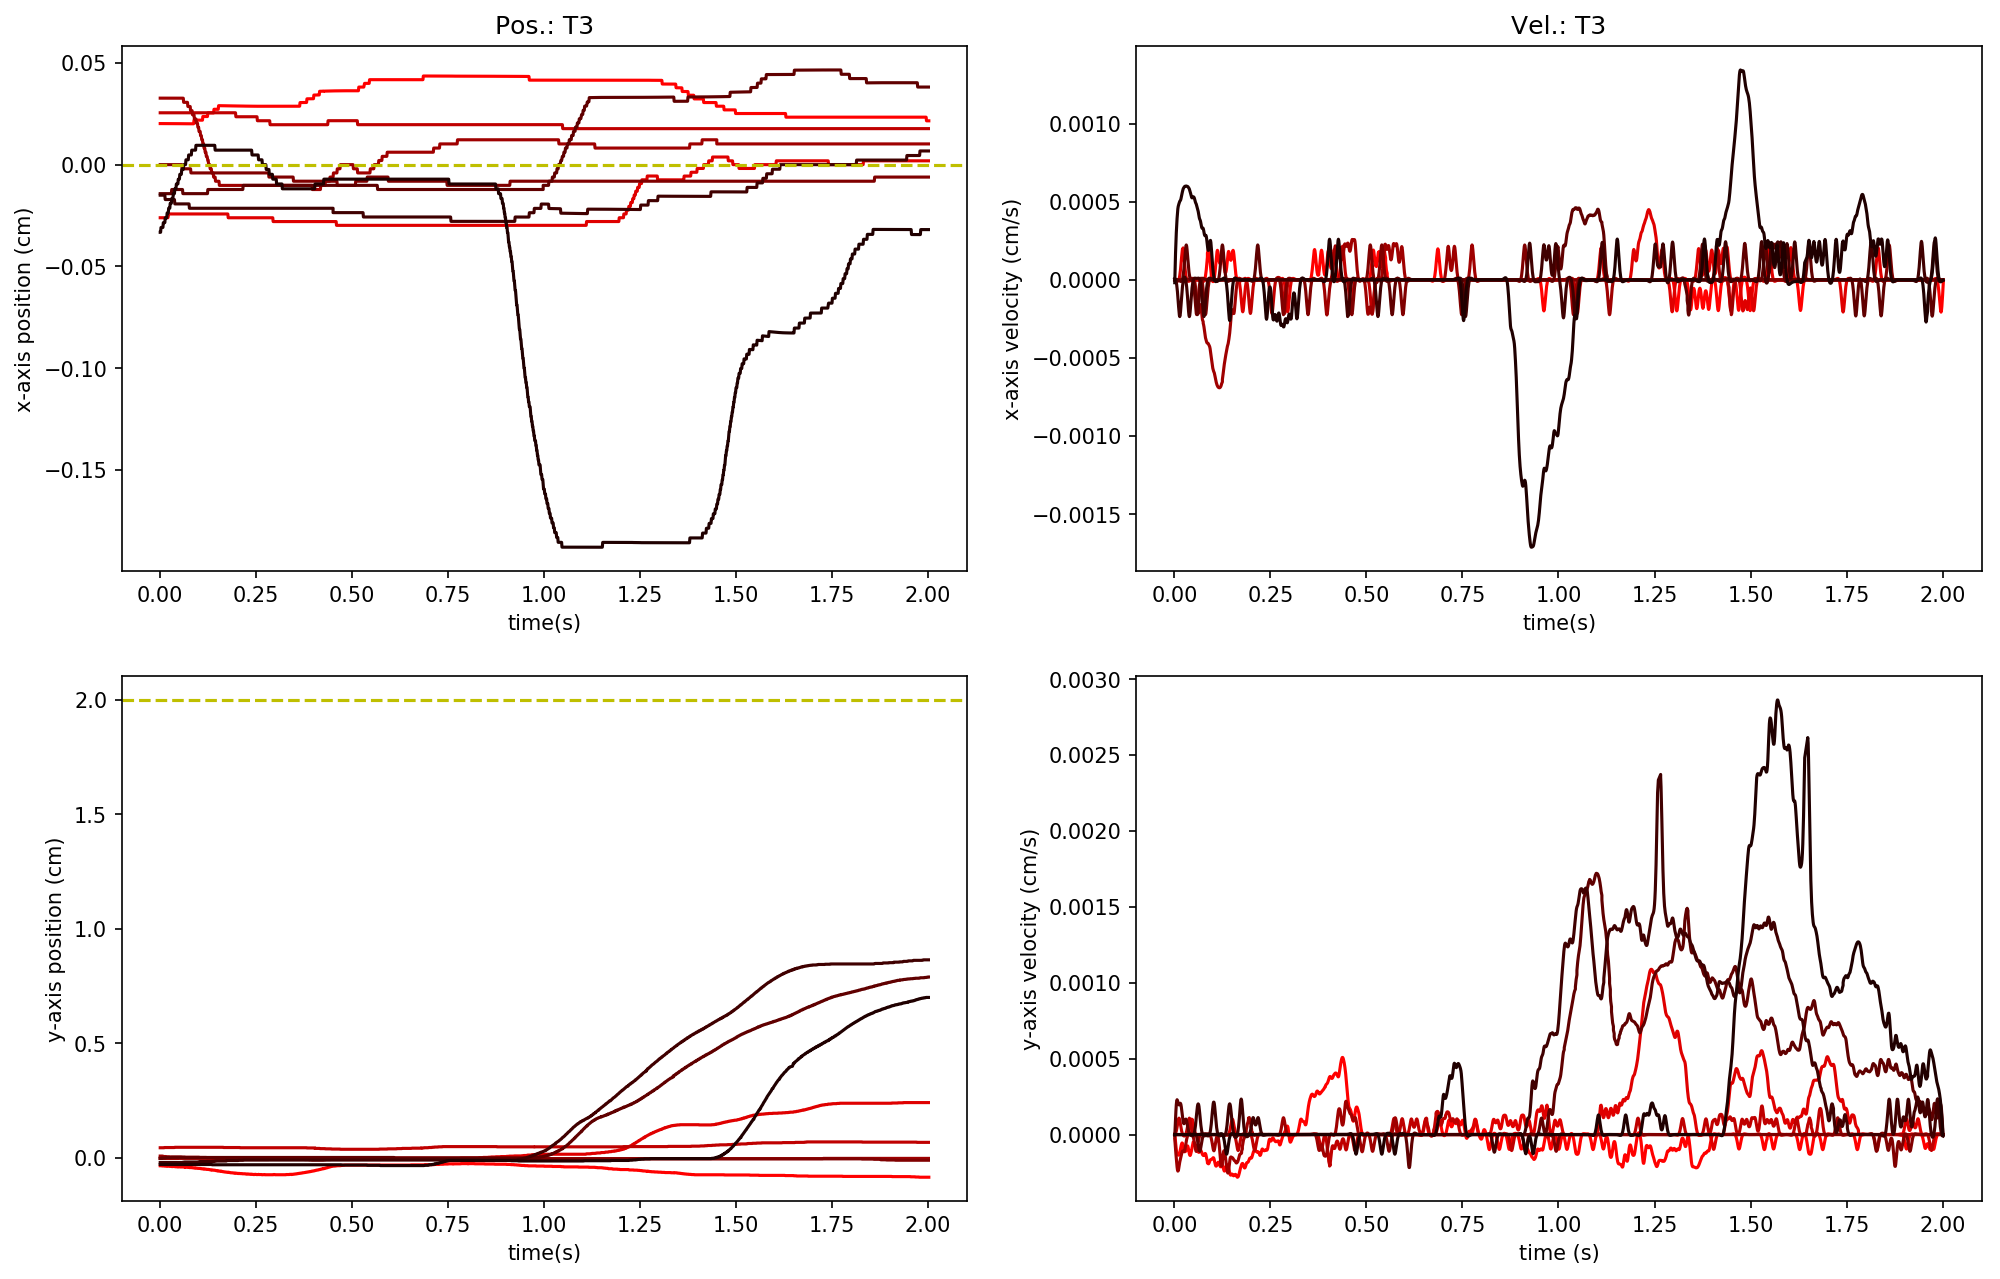 Pos.: T3
0.05
0.00
−0.05
−0.10
−0.15
x-axis position (cm)
0.00 0.25 0.50 0.75 1.00 1.25 1.50 1.75 2.00
time(s)
Vel.: T3
0.0010
0.0005
0.0000
−0.0005
−0.0010
−0.0015
x-axis velocity (cm/s)
0.00 0.25 0.50 0.75 1.00 1.25 1.50 1.75 2.00
time(s)
2.0
1.5
1.0
0.5
0.0
y-axis position (cm)
0.00 0.25 0.50 0.75 1.00 1.25 1.50 1.75 2.00
time(s)
0.0030
0.0025
0.0020
0.0015
0.0010
0.0005
0.0000
y-axis velocity (cm/s)
0.00 0.25 0.50 0.75 1.00 1.25 1.50 1.75 2.00
time (s)